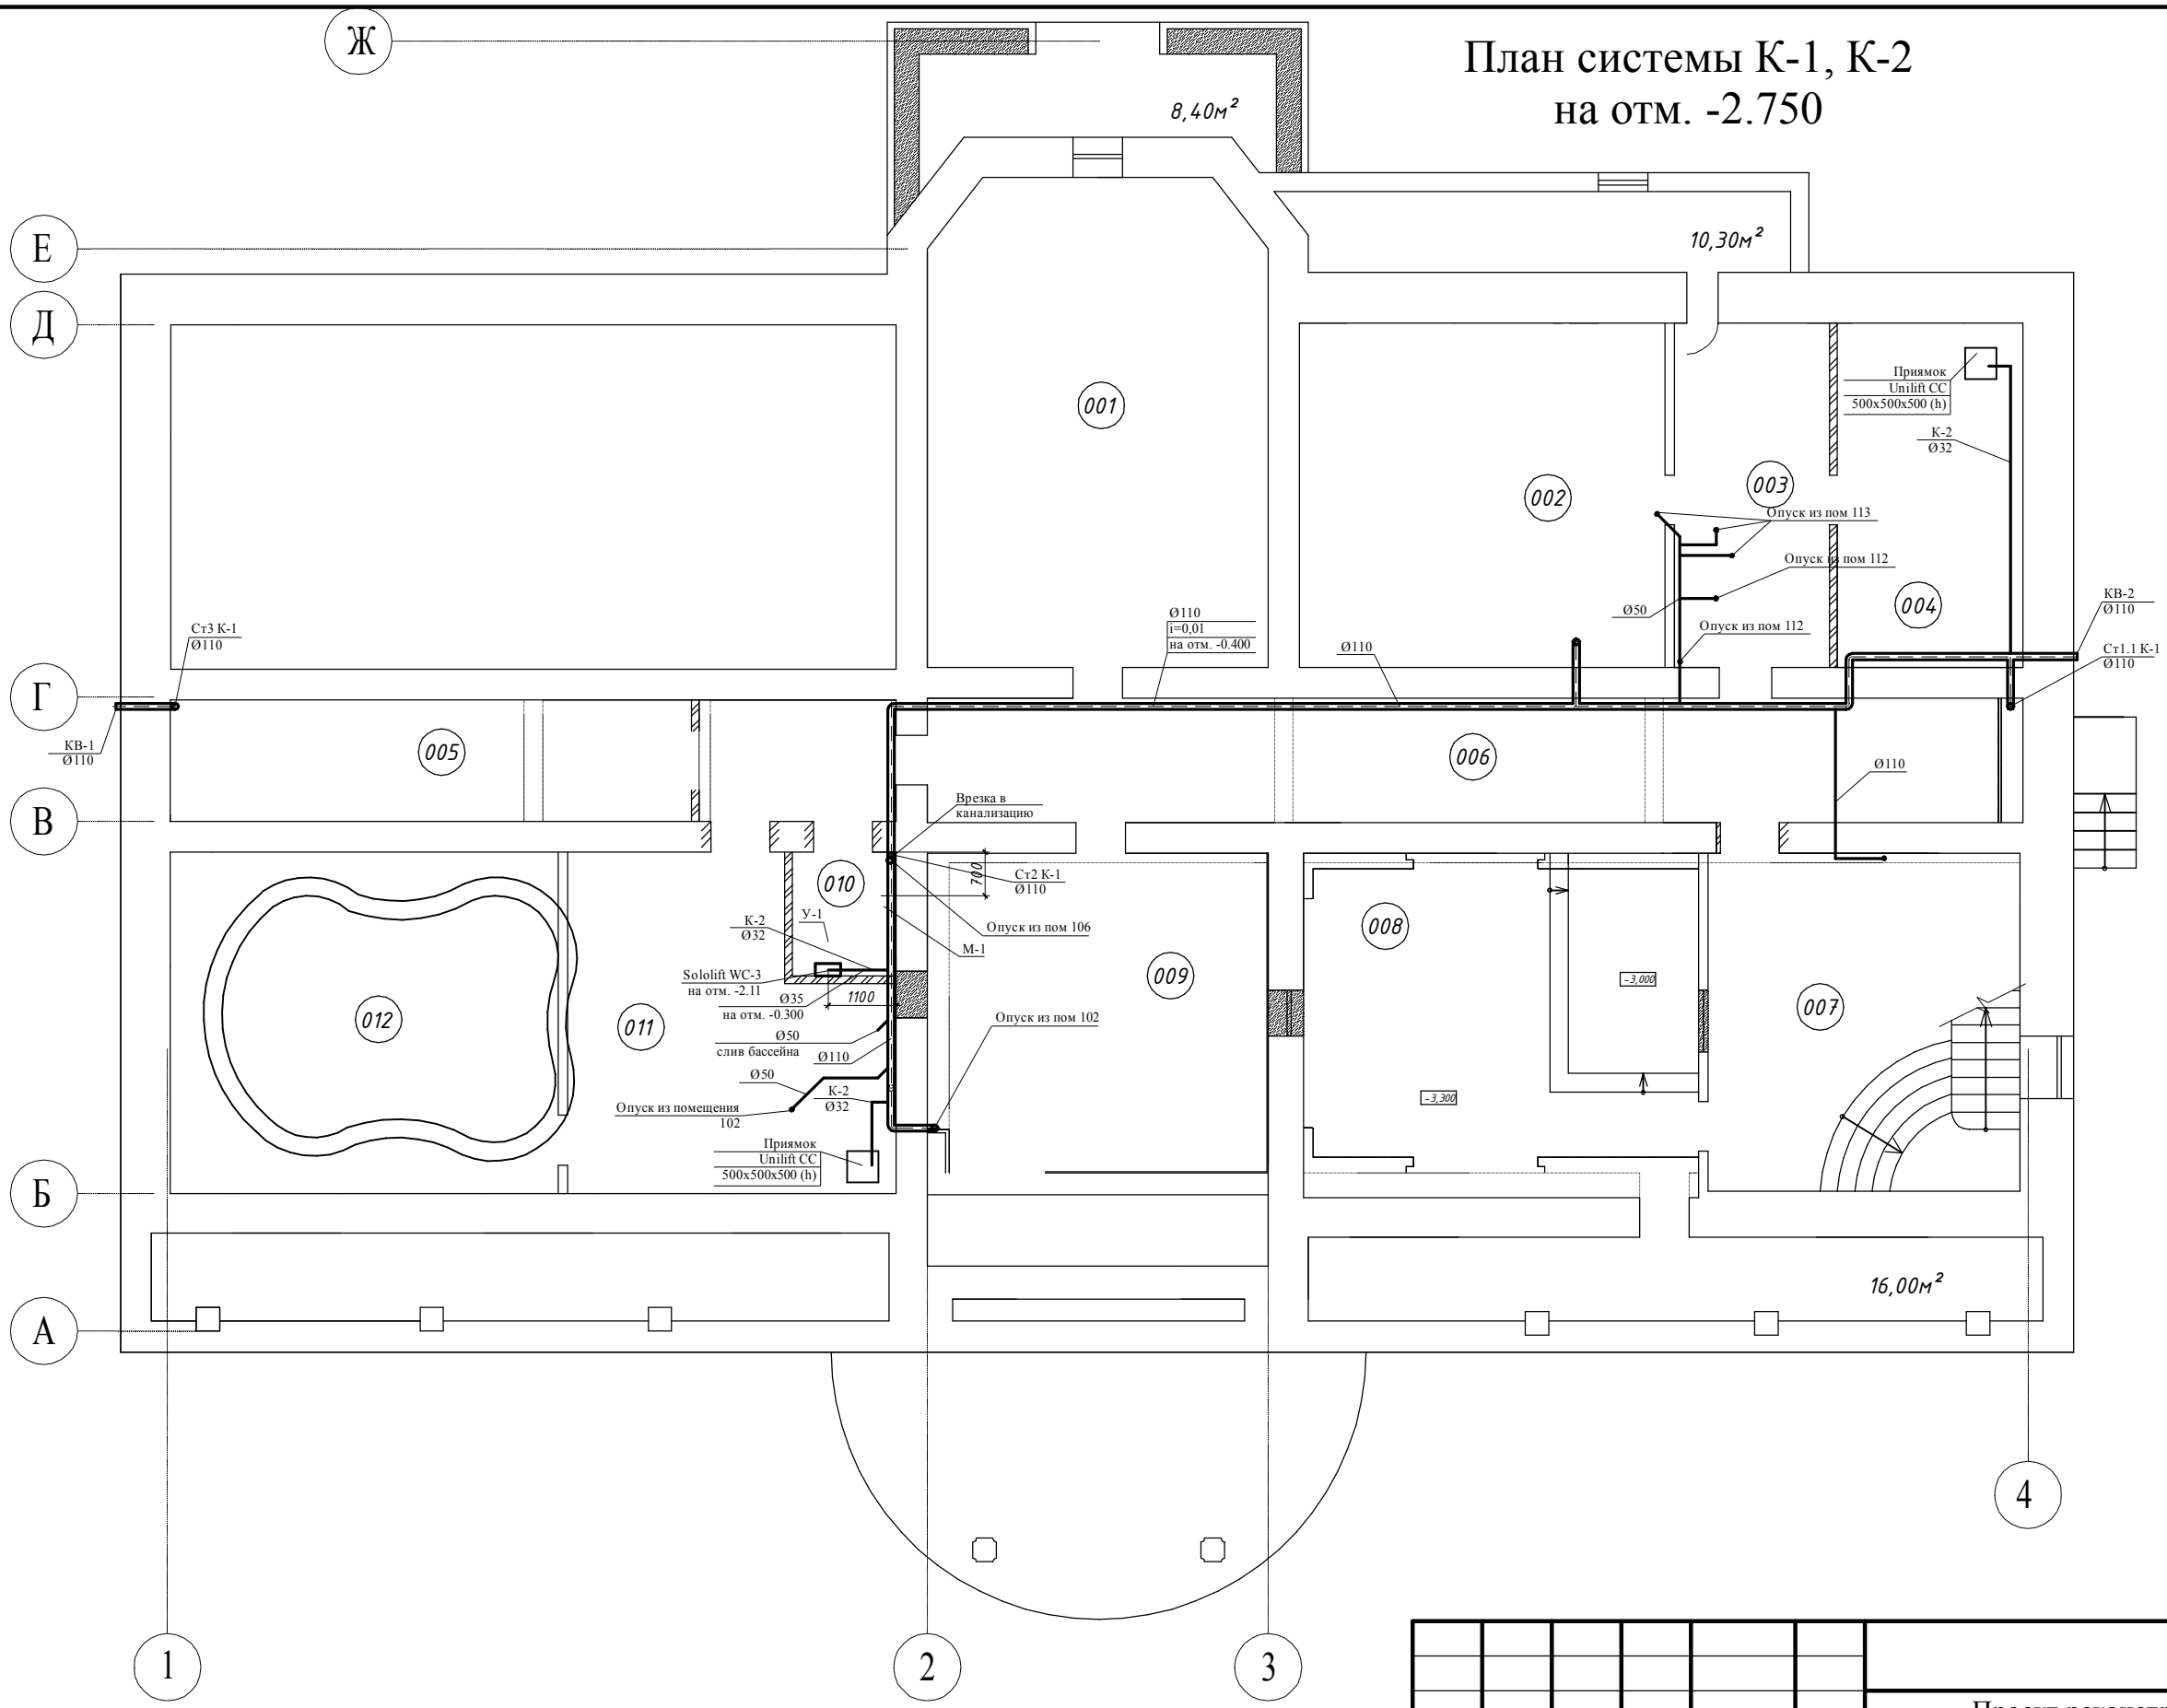 Ж
План системы К-1, К-2
на отм. -2.750
8,40м²
Е
10,30м²
Д
Приямок
Unilift CC
500x500x500 (h)
001
К-2
Ø32
002
003
Опуск из пом 113
Опуск из пом 112
КВ-2
Ø110
Ø50
004
Ø110
i=0,01
на отм. -0.400
Ст3 К-1
Ø110
Опуск из пом 112
Ø110
Ст1.1 К-1
Ø110
Г
КВ-1
Ø110
005
006
Ø110
В
Врезка в
канализацию
700
Ст2 К-1
Ø110
010
К-2
Ø32
У-1
Опуск из пом 106
М-1
008
Sololift WC-3
на отм. -2.11
009
-3,000
Ø35
на отм. -0.300
1100
012
011
Опуск из пом 102
007
Ø50
слив бассейна
Ø110
Ø50
К-2
Ø32
-3,300
Опуск из помещения
102
Приямок
Unilift CC
500x500x500 (h)
Б
16,00м²
А
4
1
2
3